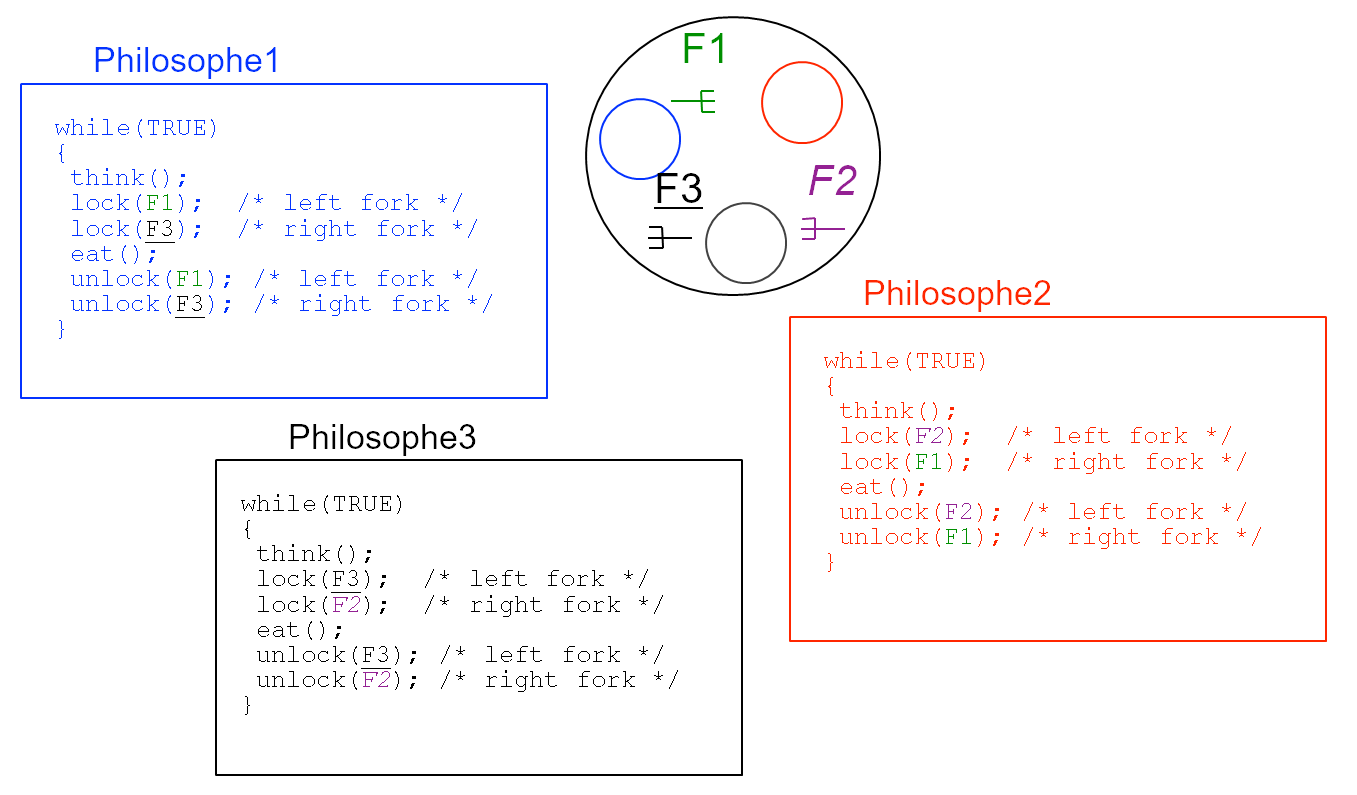 Philosophe1
while(TRUE)
{
think();
lock(F1);  /* left fork */
lock(F3);  /* right fork */
eat();
unlock(F1); /* left fork */
unlock(F3); /* right fork */
}
F1
F2
F3
Philosophe2
while(TRUE)
{
think();
lock(F2);  /* left fork */
lock(F1);  /* right fork */
eat();
unlock(F2); /* left fork */
unlock(F1); /* right fork */
}
Philosophe3
while(TRUE)
{
think();
lock(F3);  /* left fork */
lock(F2);  /* right fork */
eat();
unlock(F3); /* left fork */
unlock(F2); /* right fork */
}